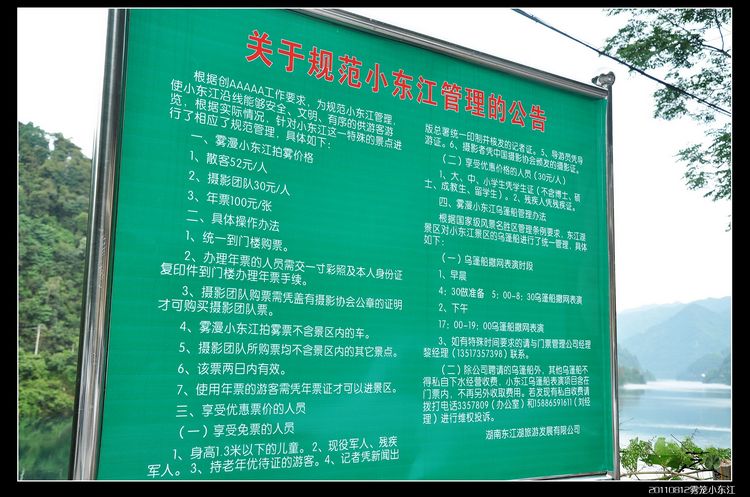 关于规范小东江管理的公告
根据创AAAAA工作要求，为规范小东江管理，
使小东江沿线能够安全、文明、有序的供游客游
览，根据实际情况，针对小东江这一特殊的景点进
行了相应了规范管理，具体如下：
一、雾漫小东江拍雾价格
1、散客52元/人
2、摄影团队30元/人
3、年票100元/张
二、具体操作办法
1、统一到门楼购票。
2、办理年票的人员需交一寸彩照及本人身份证
复印件到门楼办理年票手续。
3、摄影团队购票需凭盖有摄影协会公章的证明
才可购买摄影团队票。
4、雾漫小东江拍雾票不含景区内的车。
5、摄影团队所购票均不含景区内的其它景点。
6、该票两日内有效。
7、使用年票的游客需凭年票证才可以进景区。
三、享受优惠票价的人员
（一）享受免票的人员
1、身高1.3米以下的儿童。2、现役军人、残疾
军人。3、持老年优待证的游客。4、记者凭新闻出
版总署统一印制并核发的记者证。5、导游员凭导
游证。6、摄影者凭中国摄影协会颁发的摄影证。
（二）享受优惠价格的人员（30元/人）
1、大、中、小学生凭学生证（不含博士、硕
士、成教生、留学生）。2、残疾人凭残疾证。
四、雾漫小东江乌篷船管理办法
根据国家级风景名胜区管理条例要求，东江湖
景区对小东江景区的乌篷船进行了统一管理，具体
如下：
（一）乌篷船撒网表演时段
1、早晨
4：30做准备 5：00-8：30乌篷船撒网表演
2、下午
17：00-19：00乌篷船撒网表演
3、如有特殊时间要求的请与门票管理公司经理
黎经理（13517357398）联系。
（二）除公司聘请的乌篷船外，其他乌篷船不
得私自下水经营收费，小东江乌篷船表演项目含在
门票内，不再另外收取费用。若发现有私自收费请
拨打电话3357809（办公室）和15886591611（刘经
理）进行维权投诉。
湖南东江湖旅游发展有限公司
20110812雾笼小东江